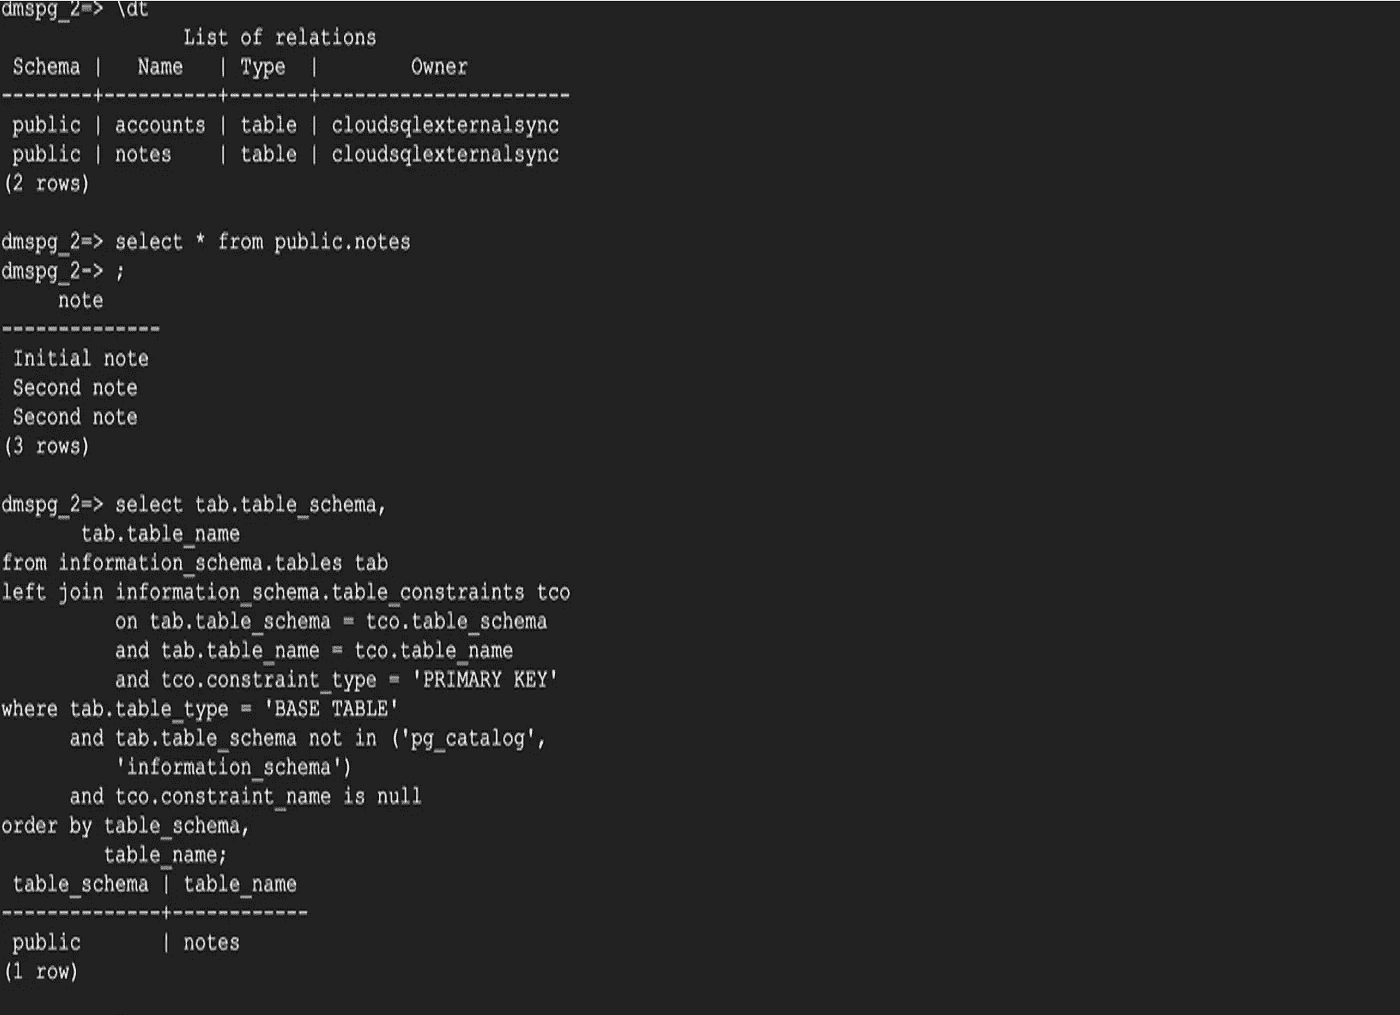 dmspg_2=> \dt
List of relations
Schema | Name | Type | Owner
--------+----------+-------+----------------------
public | accounts | table | cloudsqlexternalsync
public | notes | table | cloudsqlexternalsync
(2 rows)
dmspg_2=> select * from public.notes
dmspg_2-> ;
note
--------------
Initial note
Second note
Second note
(3 rows)
dmspg_2=> select tab.table_schema,
tab.table_name
from information_schema.tables tab
left join information_schema.table_constraints tco
on tab.table_schema = tco.table_schema
and tab.table_name = tco.table_name
and tco.constraint_type = 'PRIMARY KEY'
where tab.table_type = 'BASE TABLE'
and tab.table_schema not in ('pg_catalog',
'information_schema')
and tco.constraint_name is null
order by table_schema,
table_name;
table_schema | table_name
--------------+------------
public | notes
(1 row)